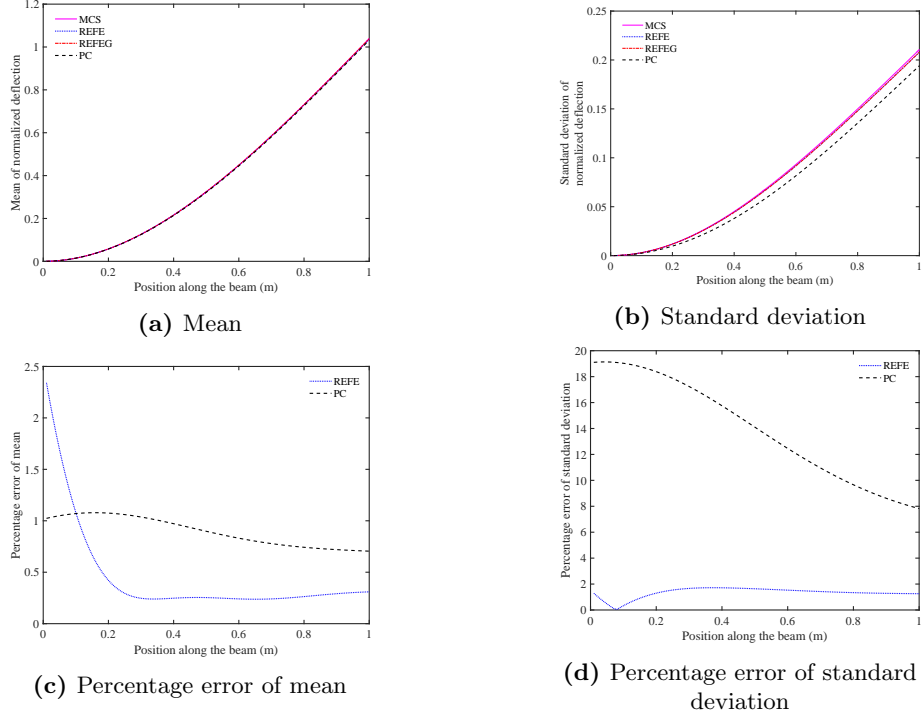 1.2
1
0.8
0.6
0.4
0.2
0
0 0.2 0.4 0.6 0.8 1
Mean of normalized deflection
Position along the beam (m)
MCS
REFE
REFEG
PC
(a) Mean
0.25
0.2
0.15
0.1
0.05
0
0 0.2 0.4 0.6 0.8 1
Standard deviation of
normalized deflection
Position along the beam (m)
MCS
REFE
REFEG
PC
(b) Standard deviation
2.5
2
1.5
1
0.5
0
0 0.2 0.4 0.6 0.8 1
Percentage error of mean
Position along the beam (m)
REFE
PC
(c) Percentage error of mean
20
18
16
14
12
10
8
6
4
2
0
0 0.2 0.4 0.6 0.8 1
Percentage error of standard deviation
Position along the beam (m)
REFE
PC
(d) Percentage error of standard
deviation